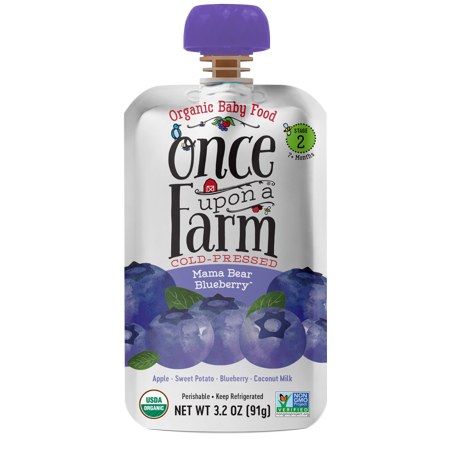 Organic Baby Food
STAGE
2
7+ Months
Once
upon a
Farm
COLD-PRESSED
Mama Bear
Blueberry™
Apple - Sweet Potato - Blueberry - Coconut Milk
Perishable • Keep Refrigerated
USDA
ORGANIC
NET WT 3.2 OZ (91g)
NON
GMO
Project
VERIFIED